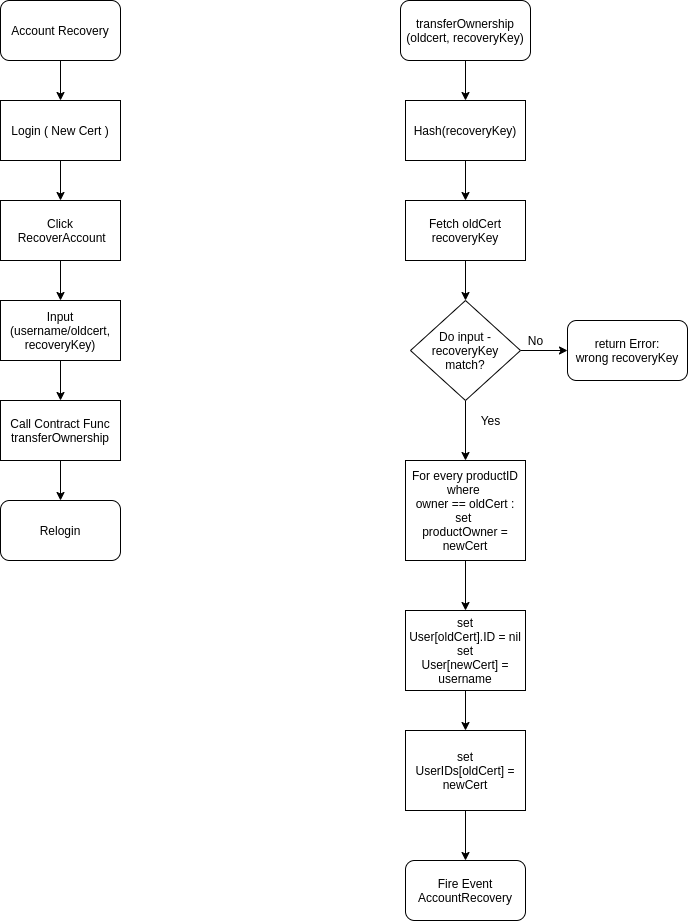 Account Recovery
Login ( New Cert )
Click
RecoverAccount
Input
(username/oldcert,
recoveryKey)
Call Contract Func
transferOwnership
Relogin
transferOwnership
(oldcert, recoveryKey)
Hash(recoveryKey)
Fetch oldCert
recoveryKey
Do input -
recoveryKey
match?
No
return Error:
wrong recoveryKey
Yes
For every productID
where
owner == oldCert :
set
productOwner =
newCert
set
User[oldCert].ID = nil
set
User[newCert] =
username
set
UserIDs[oldCert] =
newCert
Fire Event
AccountRecovery